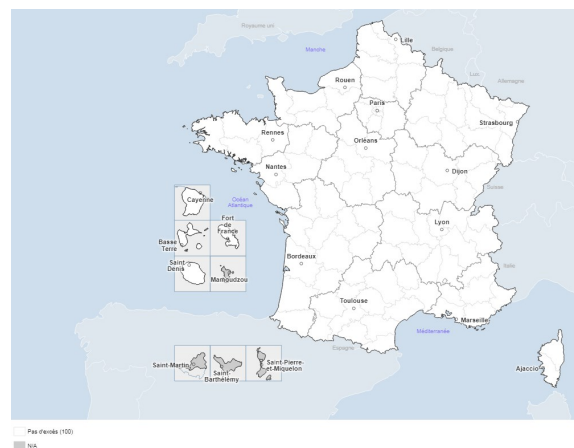 Royaume uni
Lille
Manche
Belgique
Lux.
Allemagne
Rouen
Paris
Strasbourg
Rennes
Orléans
Nantes
Dijon
Suisse
Cayenne
Océan
Atlantique
Fort
de
France
Basse
Terre
Lyon
Saint-
Denis
Mamoudzou
Bordeaux
Italie
Toulouse
Marseille
Méditerranée
Espagne
Saint-Martin
Saint-
Barthélémy
Saint-Pierre-
et-Miquelon
Ajaccio
Pas d'excès (100)
N/A